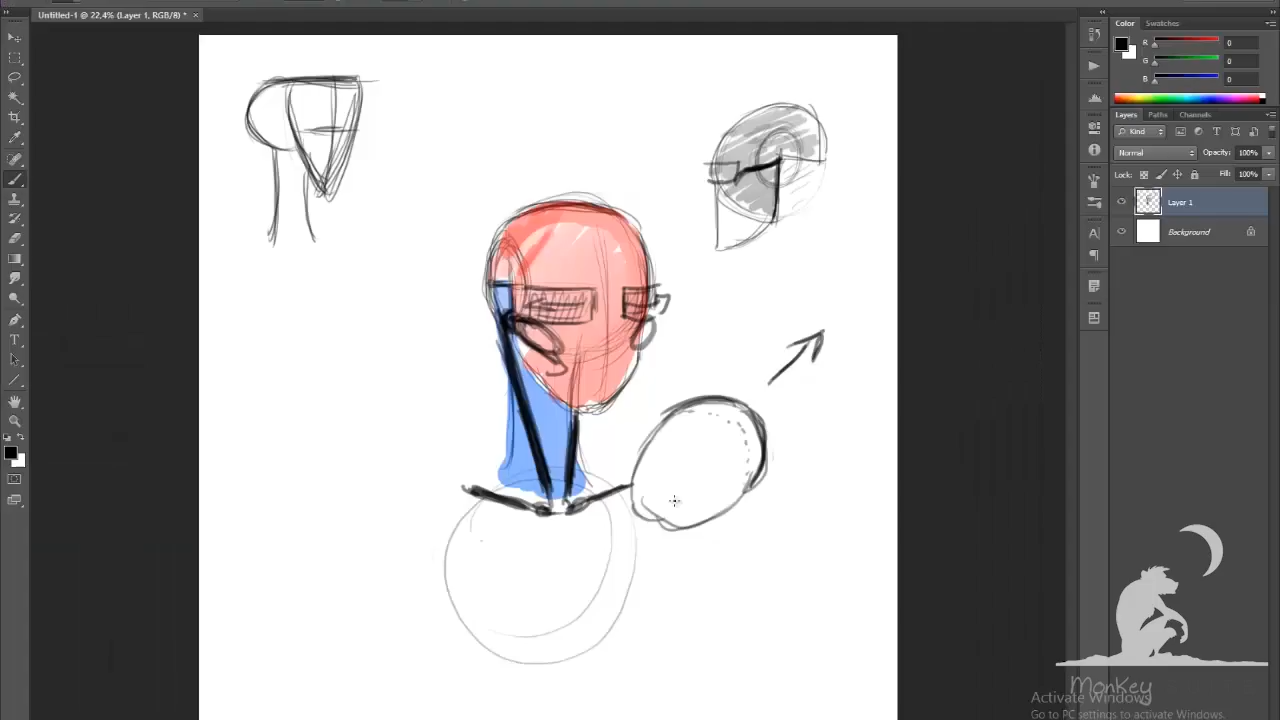 Untitled-1 @ 22,4% (Layer 1, RGB/8) *
Color
Swatches
R
0
G
0
B
0
Layers
Paths
Channels
Kind
Normal
Opacity:
100%
Lock:
Fill:
100%
Layer 1
Background
Monkey
Activate Windows
Go to PC settings to activate Windows.